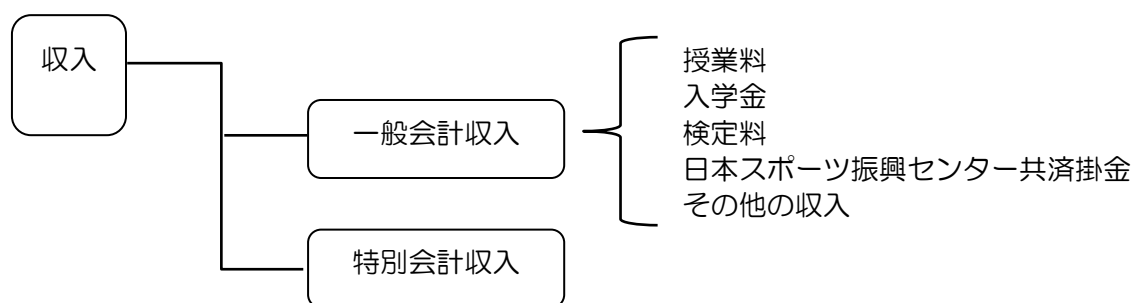 収入
一般会計収入
授業料
入学金
検定料
日本スポーツ振興センター共済掛金
その他の収入
特別会計収入